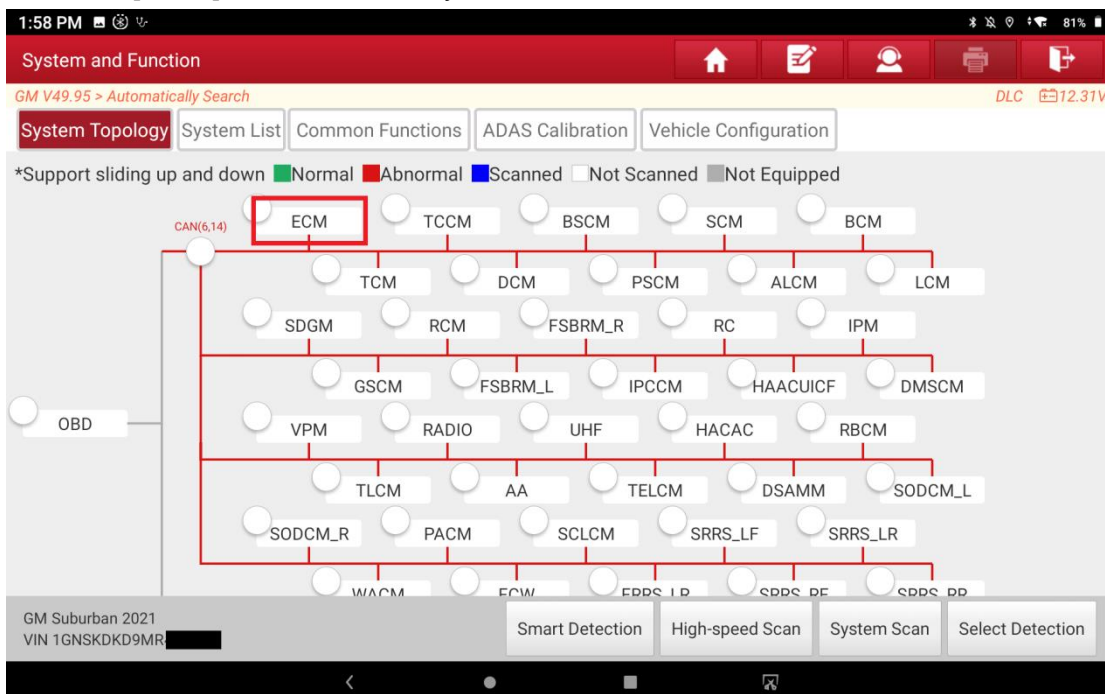 1:58 PM 81%
System and Function
GM V49.95 > Automatically Search DLC 12.31V
System Topology System List Common Functions ADAS Calibration Vehicle Configuration
*Support sliding up and down Normal Abnormal Scanned Not Scanned Not Equipped
ECM TCCM BSCM SCM BCM
CAN(6,14)
TCM DCM PSCM ALCM LCM
SDGM RCM FSBRM_R RC IPM
GSCM FSBRM_L IPCCM HAACUICF DMSCM
OBD
VPM RADIO UHF HACAC RBCM
TLCM AA TELCM DSAMM SODCM_L
SODCM_R PACM SCLCM SRRS_LF SRRS_LR
WACM
GM Suburban 2021
VIN 1GNSKDKD9MR
Smart Detection High-speed Scan System Scan Select Detection